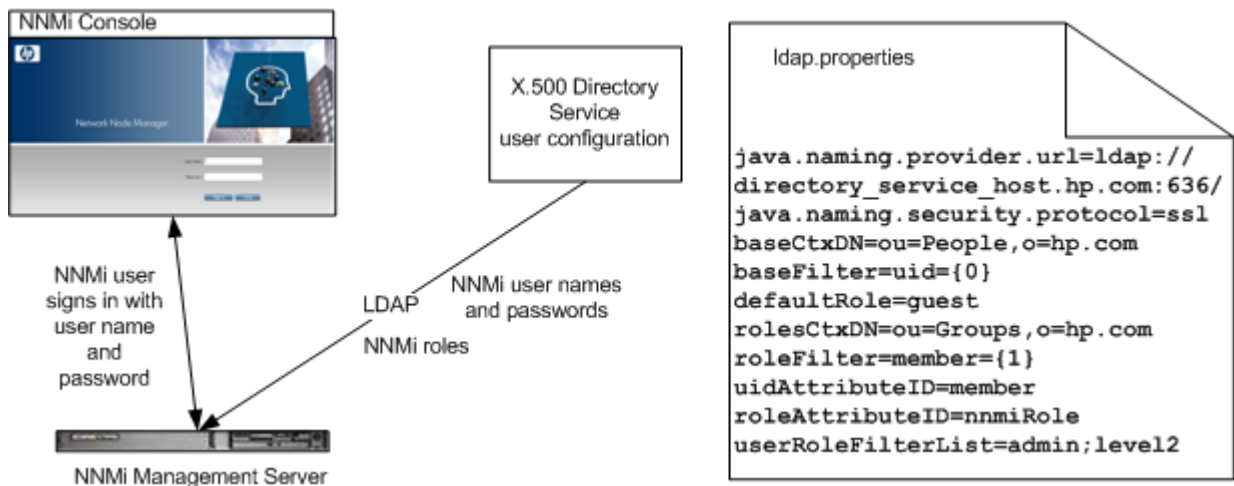 NNMi Console
hp
Network Node Manager
NNMi user
signs in with
user name
and
password
NNMi Management Server
X.500 Directory
Service
user configuration
LDAP
NNMi user names
and passwords
NNMi roles
ldap.properties
java.naming.provider.url=ldap://
directory_service_host.hp.com:636/
java.naming.security.protocol=ssl
baseCtxDN=ou=People,o=hp.com
baseFilter=uid={0}
defaultRole=guest
rolesCtxDN=ou=Groups,o=hp.com
roleFilter=member={1}
uidAttributeID=member
roleAttributeID=nnmiRole
userRoleFilterList=admin;level2